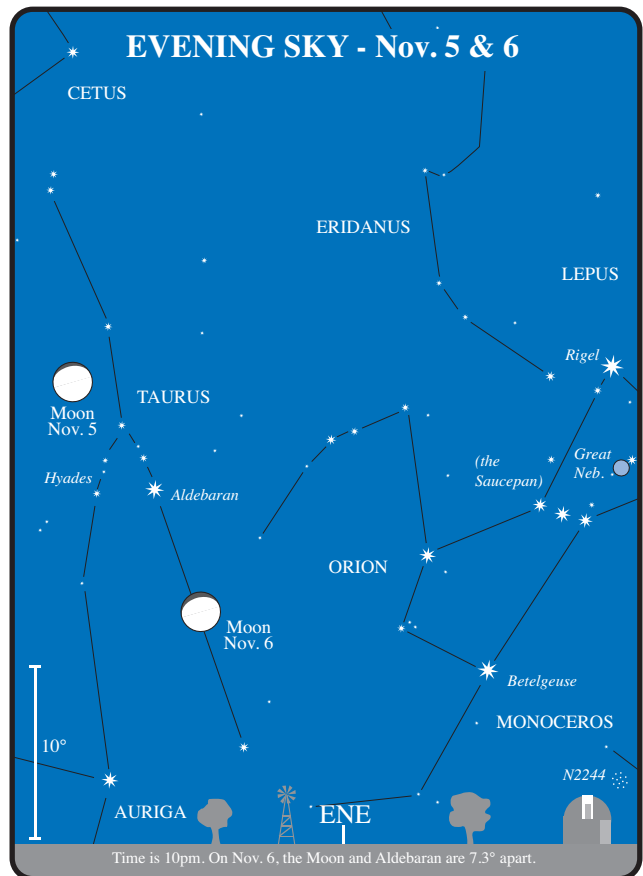 EVENING SKY - Nov. 5 & 6
CETUS
ERIDANUS
LEPUS
Rigel
TAURUS
Moon
Nov. 5
(the
Saucepan)
Great
Neb.
Hyades
Aldebaran
ORION
Moon
Nov. 6
Betelgeuse
MONOCEROS
10°
N2244
AURIGA
ENE
Time is 10pm. On Nov. 6, the Moon and Aldebaran are 7.3° apart.